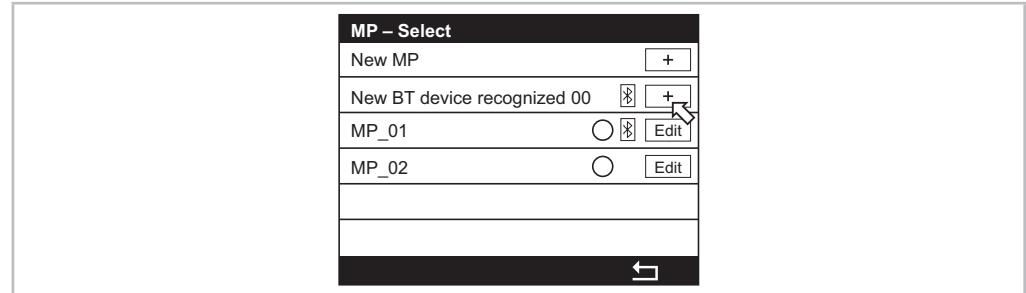 MP – Select
New MP +
New BT device recognized 00 +
MP_01 Edit
MP_02 Edit